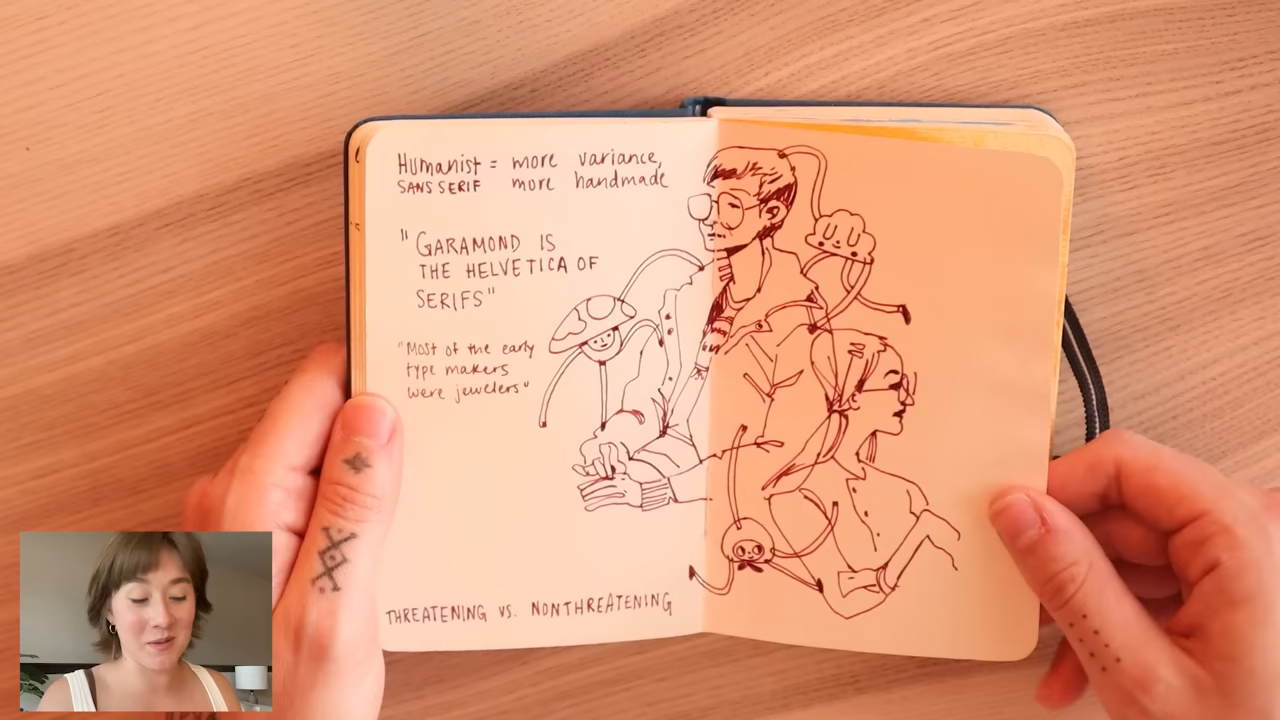 Humanist = more variance,
SANS SERIF more handmade
"GARAMOND IS
THE HELVETICA OF
SERIFS"
"Most of the early
type makers
were jewelers"
THREATENING VS. NONTHREATENING